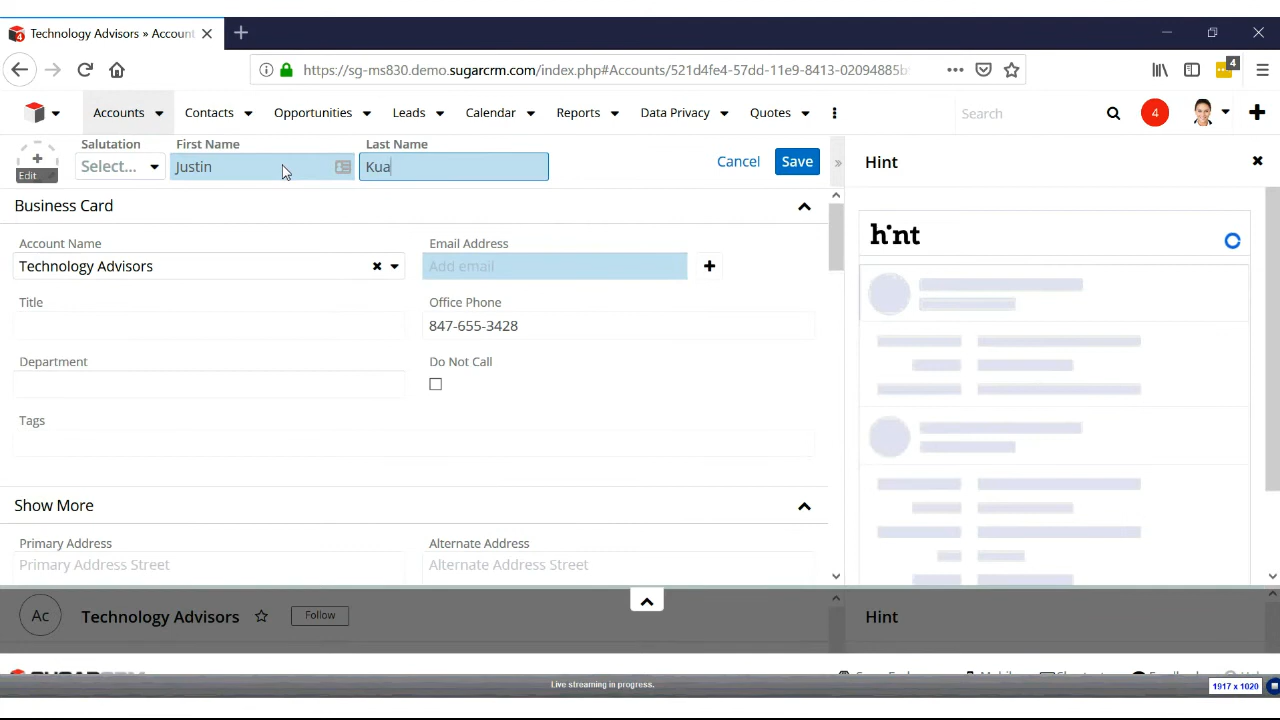 Technology Advisors » Accoun
https://sg-ms830.demo.sugarcrm.com/index.php#Accounts/521d4fe4-57dd-11e9-8413-02094885b
4
Accounts Contacts Opportunities Leads Calendar Reports Data Privacy Quotes Search 4
Salutation First Name Last Name
Edit Select... Justin Kua Cancel Save » Hint
Business Card
hint
Account Name Email Address
Technology Advisors Add email
Title Office Phone
847-655-3428
Department Do Not Call
Tags
Show More
Primary Address Alternate Address
Primary Address Street Alternate Address Street
Ac Technology Advisors Follow Hint
Live streaming in progress.
1917 x 1020